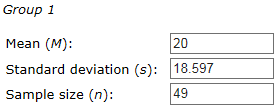 Group 1
Mean (M): 20
Standard deviation (s): 18.597
Sample size (n): 49